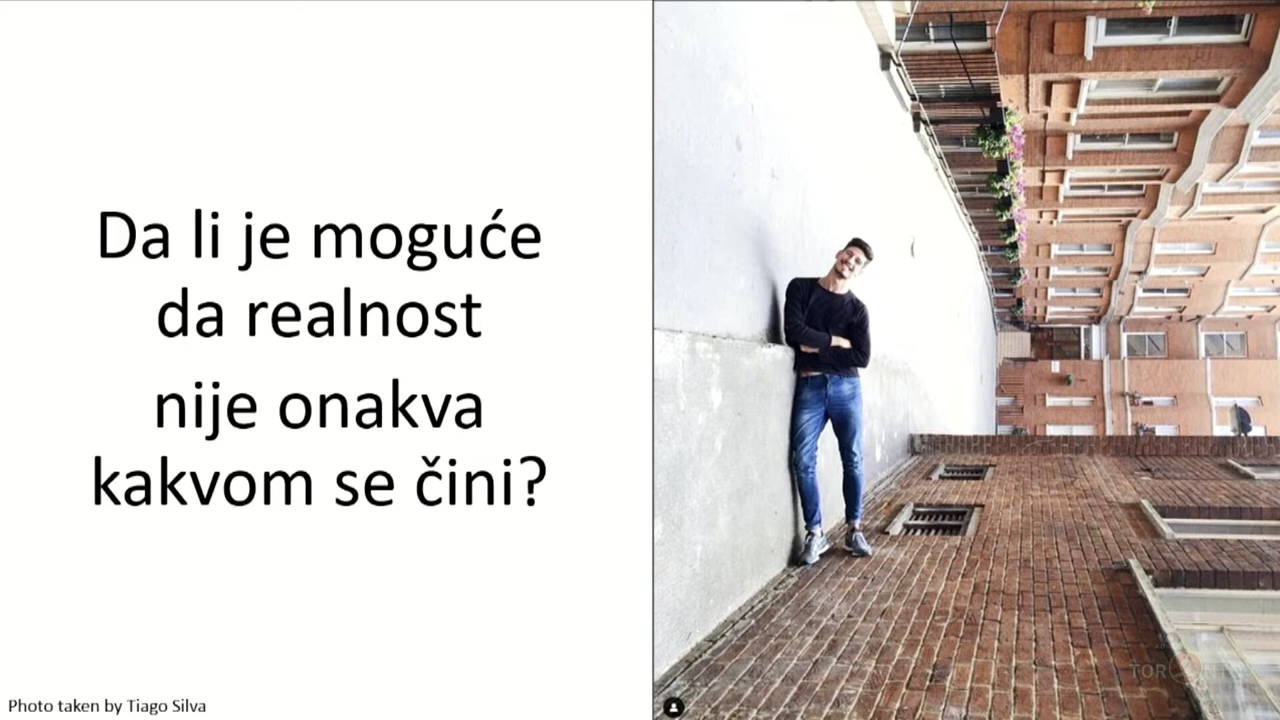 Da li je moguće
da realnost
nije onakva
kakvom se čini?
Photo taken by Tiago Silva